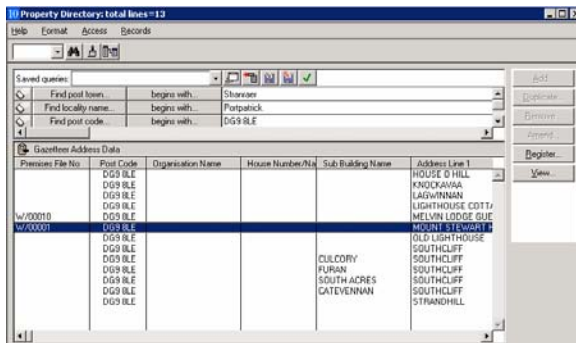 Property Directory: total lines=13
Help Format Access Records
Saved queries:
Find post town... begins with... Stranraer
Find locality name... begins with... Portpatrick
Find post code... begins with... DG9 8LE
Add
Duplicate...
Remove...
Amend...
Register...
View...
Gazetteer Address Data
Premises File No Post Code Organisation Name House Number/Na Sub Building Name Address Line 1
DG9 8LE HOUSE O HILL
DG9 8LE KNOCKAVAA
DG9 8LE LAGWINNAN
DG9 8LE LIGHTHOUSE COTTA
W/00010 DG9 8LE MELVIN LODGE GUE
W/00001 DG9 8LE MOUNT STEWART H
DG9 8LE OLD LIGHTHOUSE
DG9 8LE SOUTHCLIFF
DG9 8LE CULCORY SOUTHCLIFF
DG9 8LE FURAN SOUTHCLIFF
DG9 8LE SOUTH ACRES SOUTHCLIFF
DG9 8LE CATEVENNAN SOUTHCLIFF
DG9 8LE STRANDHILL